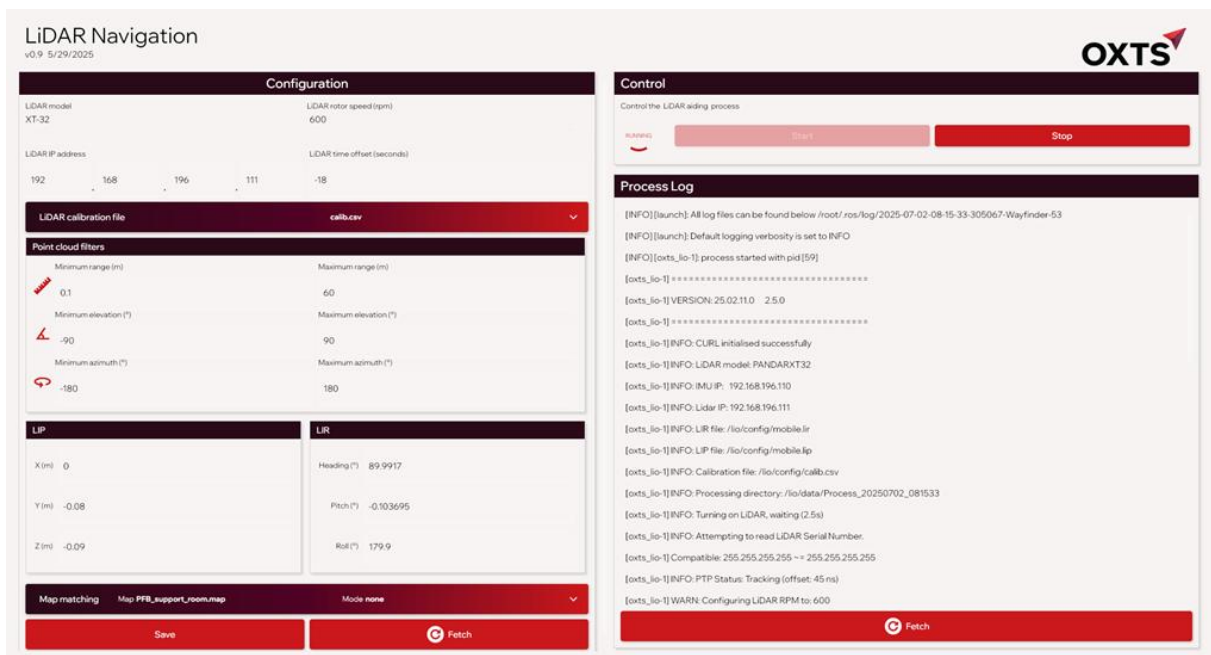 LiDAR Navigation
v0.9 5/29/2025
OXTS
Configuration
LiDAR model
LiDAR rotor speed (rpm)
XT-32
600
LiDAR IP address
LiDAR time offset (seconds)
192 . 168 . 196 . 111
-18
LiDAR calibration file calib.csv
Point cloud filters
Minimum range (m)
Maximum range (m)
0.1
60
Minimum elevation (°)
Maximum elevation (°)
-90
90
Minimum azimuth (°)
Maximum azimuth (°)
-180
180
LIP
X (m) 0
Y (m) -0.08
Z (m) -0.09
LIR
Heading (°) 89.9917
Pitch (°) -0.103695
Roll (°) 179.9
Map matching Map PFB_support_room.map Mode none
Save
Fetch
Control
Control the LiDAR aiding process
RUNNING
Start
Stop
Process Log
[INFO] [launch]: All log files can be found below /root/.ros/log/2025-07-02-08-15-33-305067-Wayfinder-53
[INFO] [launch]: Default logging verbosity is set to INFO
[INFO] [oxts_lio-1]: process started with pid [59]
[oxts_lio-1] ==================================
[oxts_lio-1] VERSION: 25.02.11.0 2.5.0
[oxts_lio-1] ==================================
[oxts_lio-1] INFO: CURL initialised successfully
[oxts_lio-1] INFO: LiDAR model: PANDARXT32
[oxts_lio-1] INFO: IMU IP: 192.168.196.110
[oxts_lio-1] INFO: Lidar IP: 192.168.196.111
[oxts_lio-1] INFO: LIR file: /lio/config/mobile.lir
[oxts_lio-1] INFO: LIP file: /lio/config/mobile.lip
[oxts_lio-1] INFO: Calibration file: /lio/config/calib.csv
[oxts_lio-1] INFO: Processing directory: /lio/data/Process_20250702_081533
[oxts_lio-1] INFO: Turning on LiDAR, waiting (2.5s)
[oxts_lio-1] INFO: Attempting to read LiDAR Serial Number.
[oxts_lio-1] Compatible: 255.255.255.255 ~= 255.255.255.255
[oxts_lio-1] INFO: PTP Status: Tracking (offset: 45 ns)
[oxts_lio-1] WARN: Configuring LiDAR RPM to: 600
Fetch